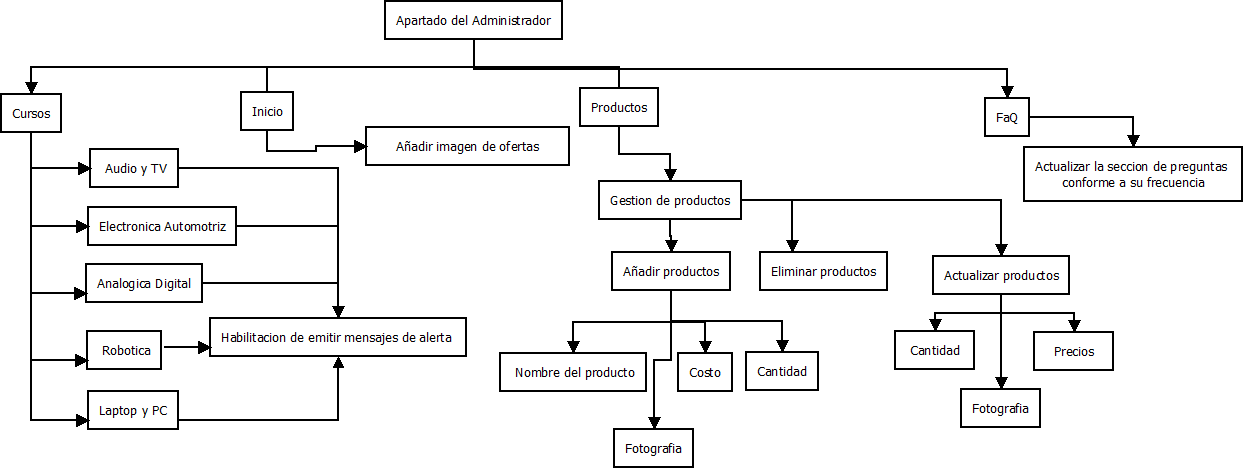 Apartado del Administrador
Cursos
Inicio
Productos
FaQ
Añadir imagen de ofertas
Actualizar la seccion de preguntas
conforme a su frecuencia
Audio y TV
Gestion de productos
Electronica Automotriz
Analogica Digital
Añadir productos
Eliminar productos
Actualizar productos
Robotica
Habilitacion de emitir mensajes de alerta
Cantidad
Precios
Nombre del producto
Costo
Cantidad
Laptop y PC
Fotografia
Fotografia